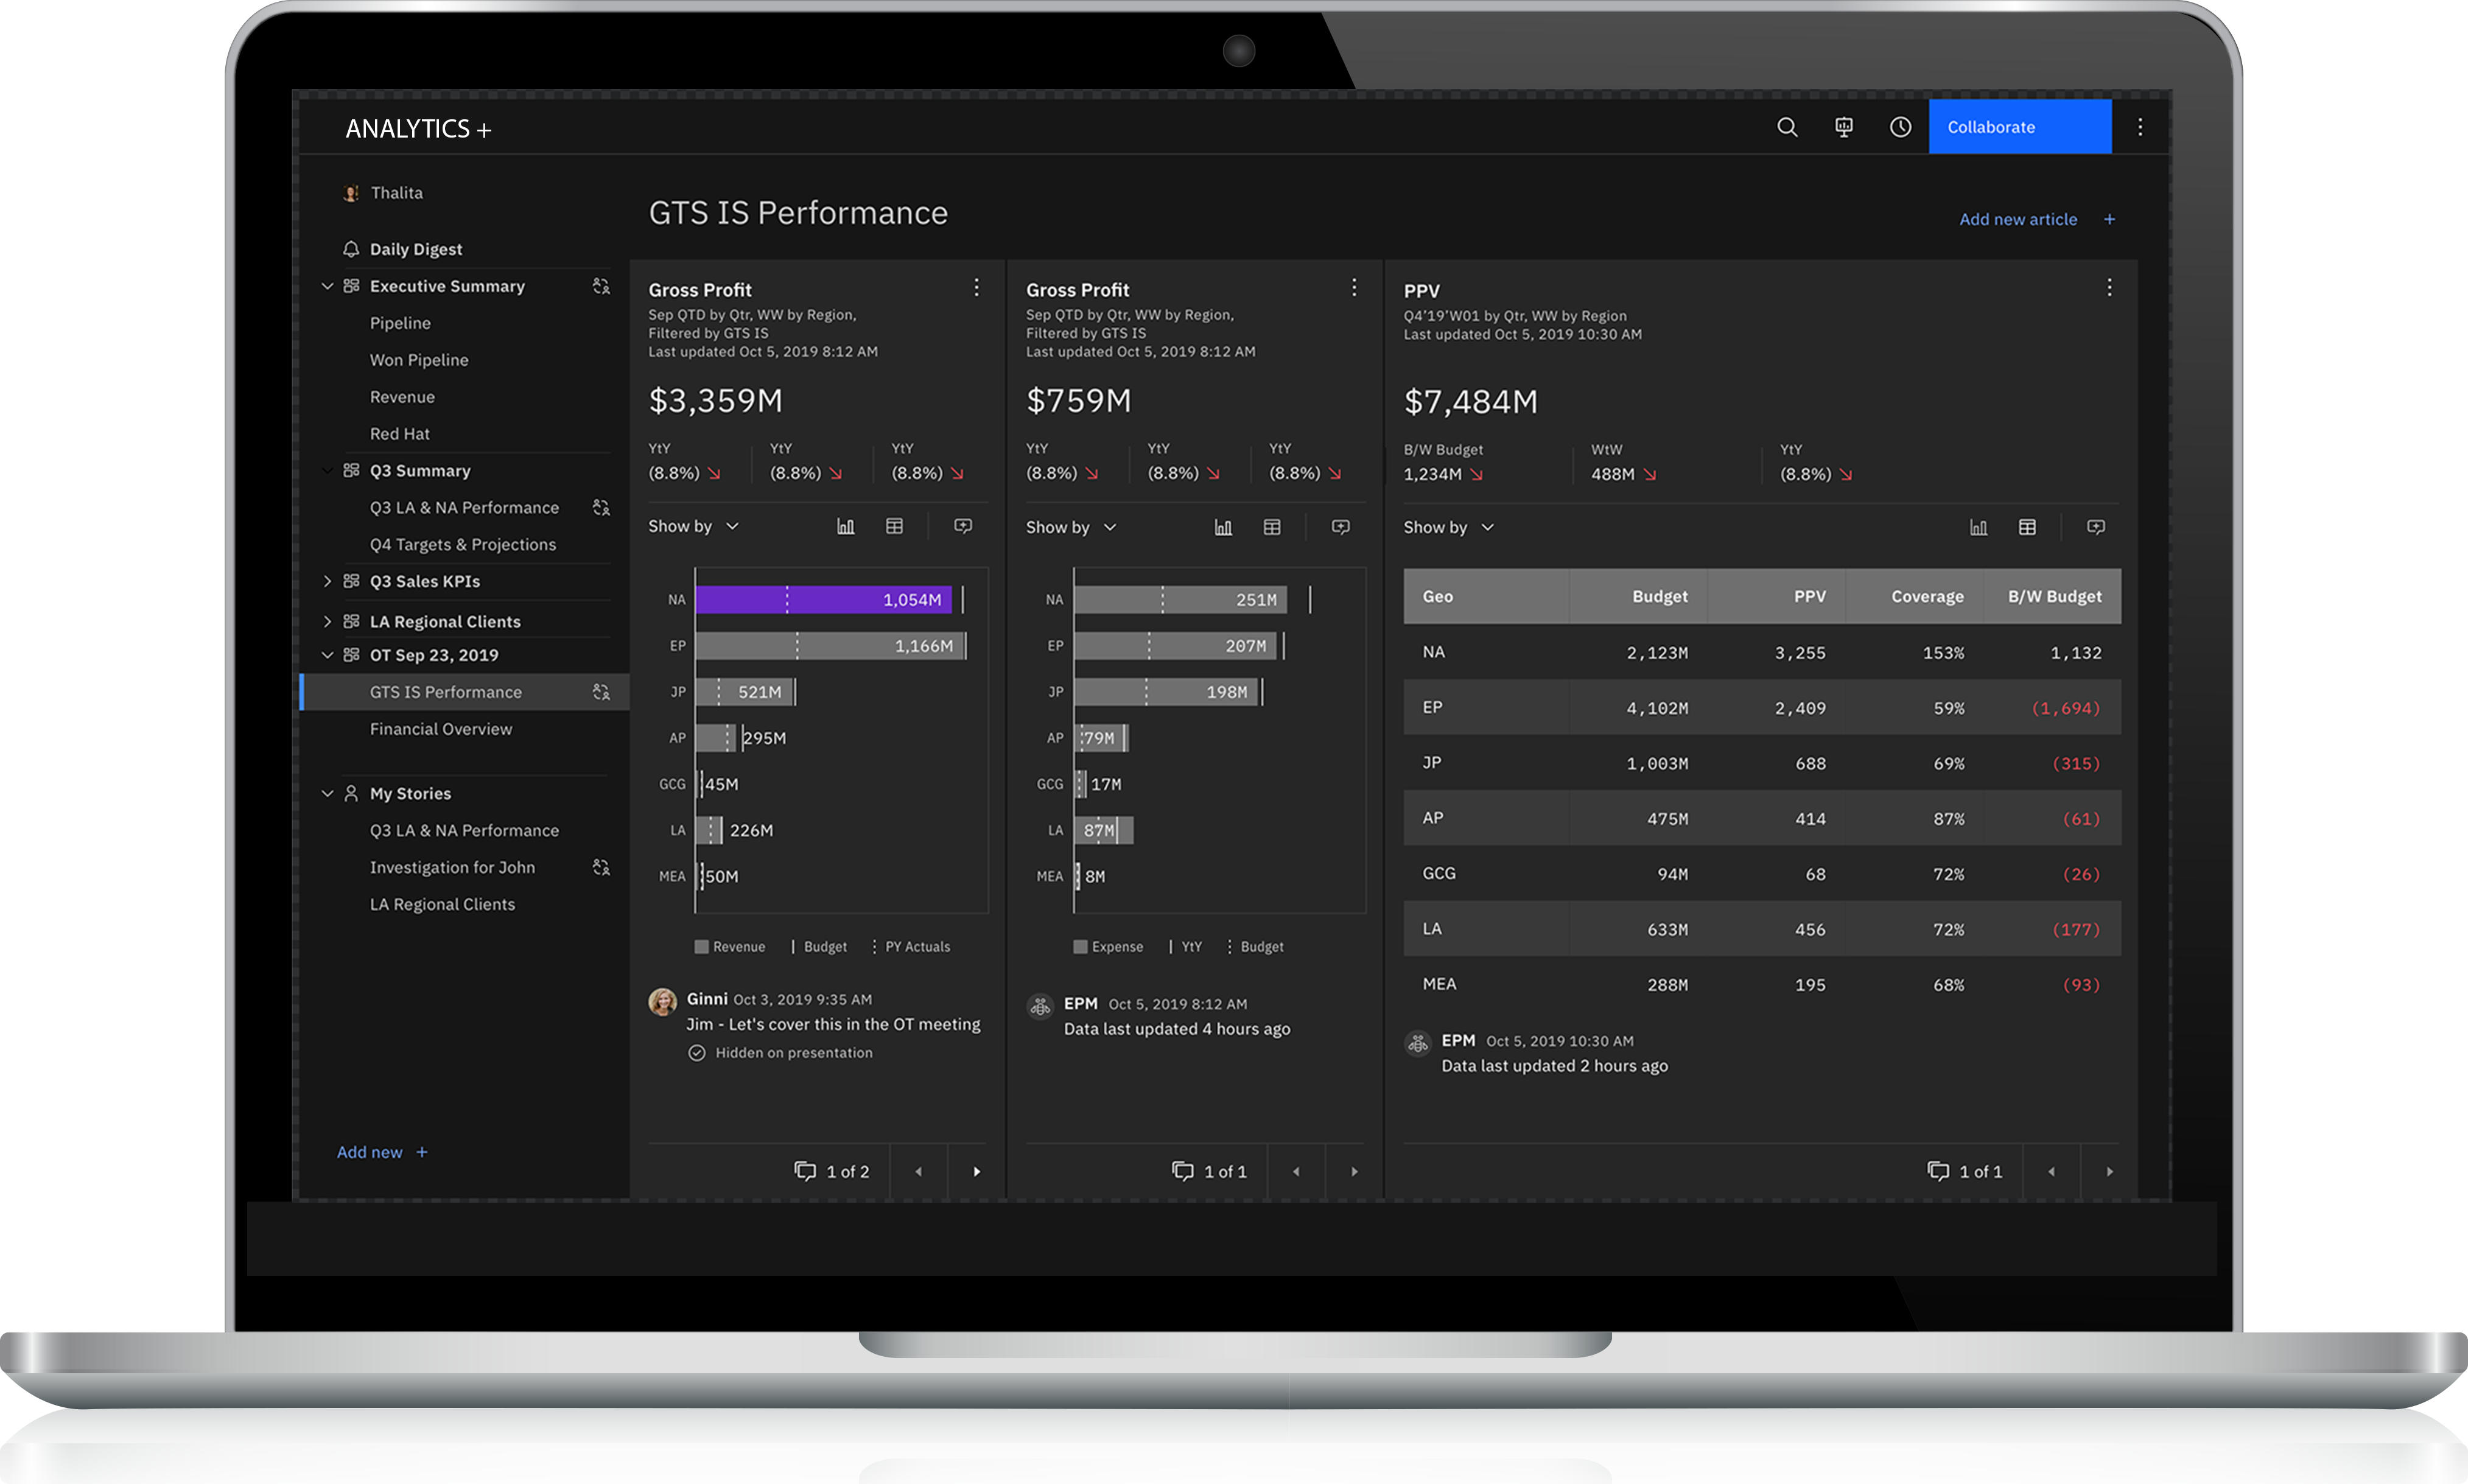 ANALYTICS +
Collaborate
Thalita
Daily Digest
Executive Summary
Pipeline
Won Pipeline
Revenue
Red Hat
Q3 Summary
Q3 LA & NA Performance
Q4 Targets & Projections
Q3 Sales KPIs
LA Regional Clients
OT Sep 23, 2019
GTS IS Performance
Financial Overview
My Stories
Q3 LA & NA Performance
Investigation for John
LA Regional Clients
Add new +
GTS IS Performance
Add new article +
Gross Profit
Sep QTD by Qtr, WW by Region,
Filtered by GTS IS
Last updated Oct 5, 2019 8:12 AM
$3,359M
YtY YtY YtY
(8.8%) (8.8%) (8.8%)
Show by
NA 1,054M
EP 1,166M
JP 521M
AP 295M
GCG 45M
LA 226M
MEA 50M
Revenue Budget PY Actuals
Ginni Oct 3, 2019 9:35 AM
Jim - Let's cover this in the OT meeting
Hidden on presentation
1 of 2
Gross Profit
Sep QTD by Qtr, WW by Region,
Filtered by GTS IS
Last updated Oct 5, 2019 8:12 AM
$759M
YtY YtY YtY
(8.8%) (8.8%) (8.8%)
Show by
NA 251M
EP 207M
JP 198M
AP 79M
GCG 17M
LA 87M
MEA 8M
Expense YtY Budget
EPM Oct 5, 2019 8:12 AM
Data last updated 4 hours ago
1 of 1
PPV
Q4'19'W01 by Qtr, WW by Region
Last updated Oct 5, 2019 10:30 AM
$7,484M
B/W Budget WtW YtY
1,234M 488M (8.8%)
Show by
Geo Budget PPV Coverage B/W Budget
NA 2,123M 3,255 153% 1,132
EP 4,102M 2,409 59% (1,694)
JP 1,003M 688 69% (315)
AP 475M 414 87% (61)
GCG 94M 68 72% (26)
LA 633M 456 72% (177)
MEA 288M 195 68% (93)
EPM Oct 5, 2019 10:30 AM
Data last updated 2 hours ago
1 of 1